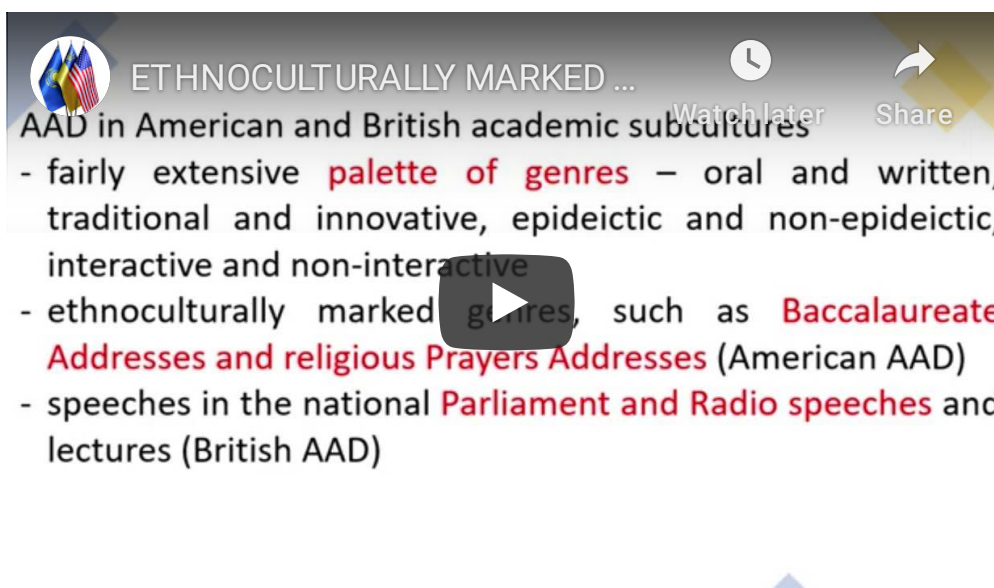 ETHNOCULTURALLY MARKED ...
Watch later
Share
AAD in American and British academic subcultures
- fairly extensive palette of genres – oral and written,
traditional and innovative, epideictic and non-epideictic,
interactive and non-interactive
- ethnoculturally marked genres, such as Baccalaureate
Addresses and religious Prayers Addresses (American AAD)
- speeches in the national Parliament and Radio speeches and
lectures (British AAD)